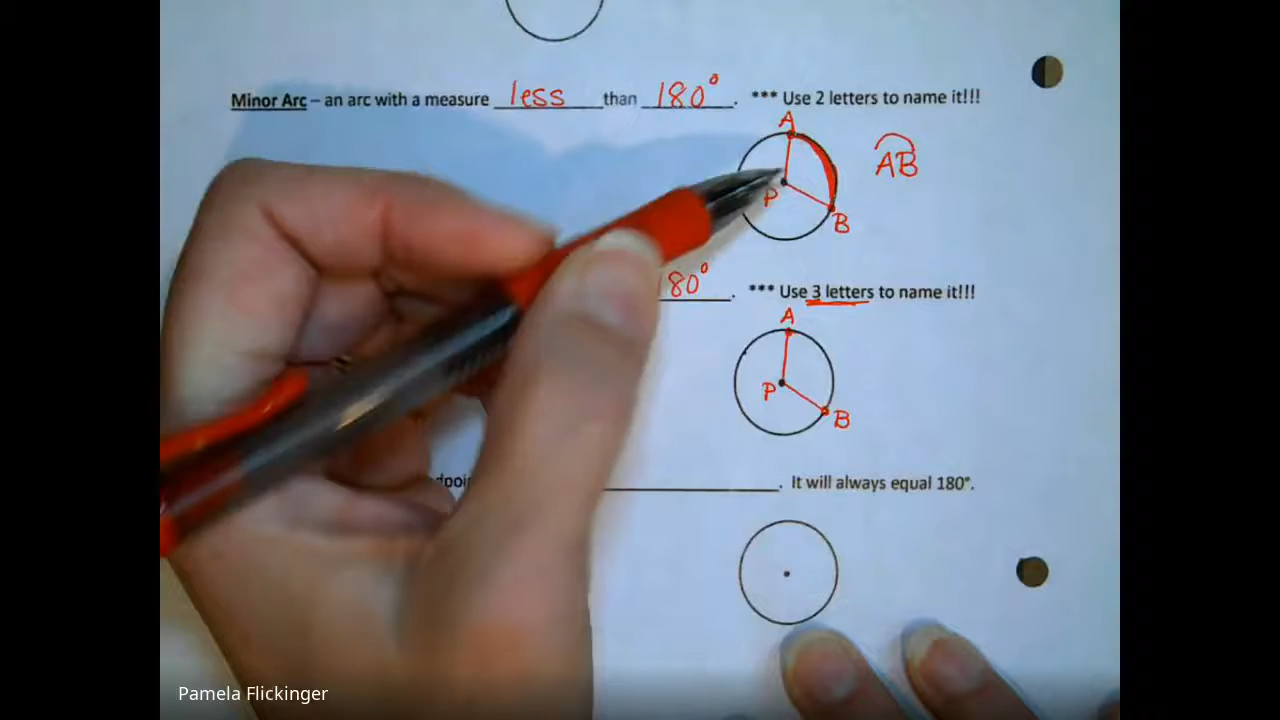 Minor Arc – an arc with a measure less than 180°. *** Use 2 letters to name it!!!
A
AB
P
B
180°. *** Use 3 letters to name it!!!
A
P
B
It will always equal 180°.
Pamela Flickinger